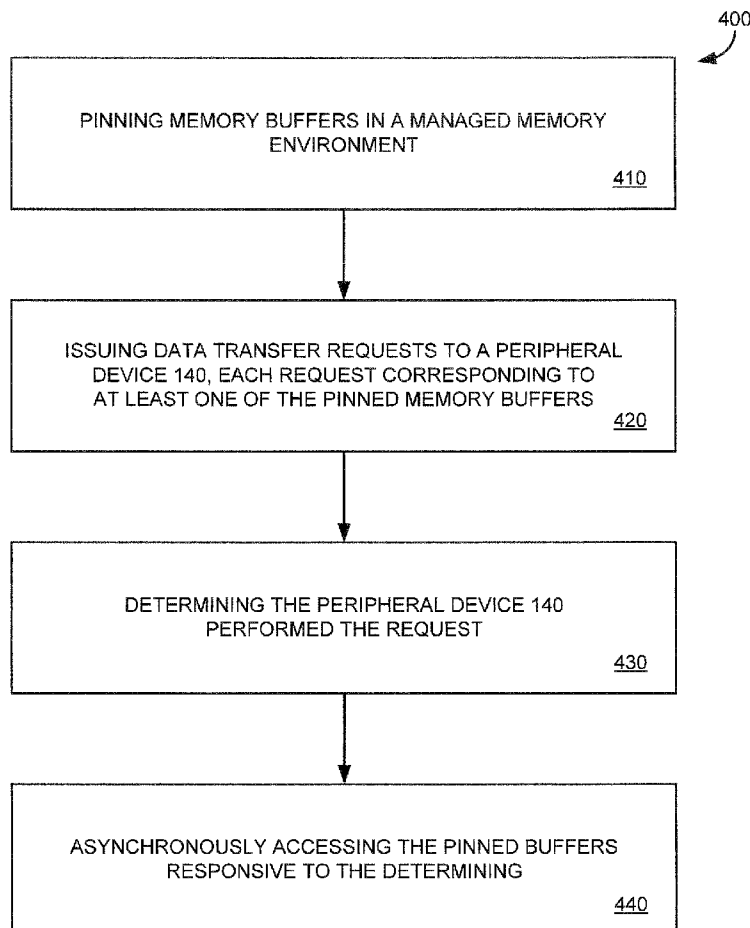 400
PINNING MEMORY BUFFERS IN A MANAGED MEMORY
ENVIRONMENT
410
ISSUING DATA TRANSFER REQUESTS TO A PERIPHERAL
DEVICE 140, EACH REQUEST CORRESPONDING TO
AT LEAST ONE OF THE PINNED MEMORY BUFFERS
420
DETERMINING THE PERIPHERAL DEVICE 140
PERFORMED THE REQUEST
430
ASYNCHRONOUSLY ACCESSING THE PINNED BUFFERS
RESPONSIVE TO THE DETERMINING
440